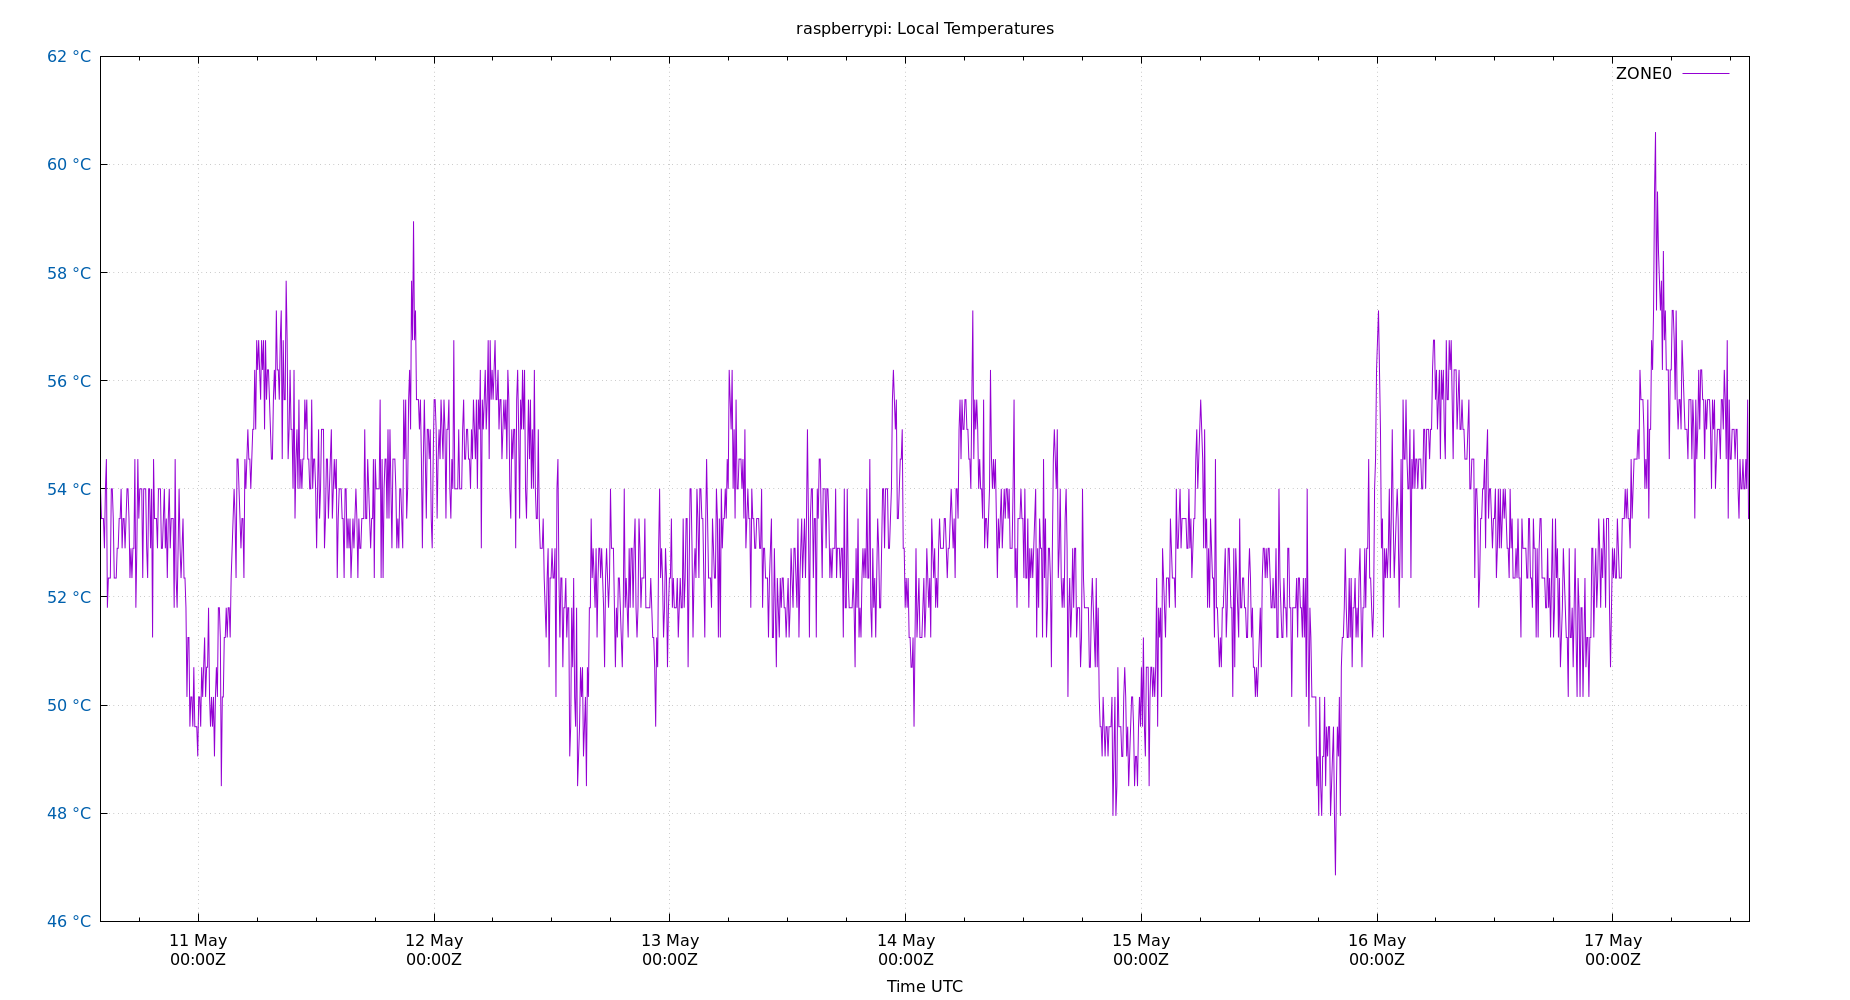 raspberrypi: Local Temperatures
62 °C
ZONE0
60 °C
58 °C
56 °C
54 °C
52 °C
50 °C
48 °C
46 °C
11 May 12 May 13 May 14 May 15 May 16 May 17 May
00:00Z 00:00Z 00:00Z 00:00Z 00:00Z 00:00Z 00:00Z
Time UTC